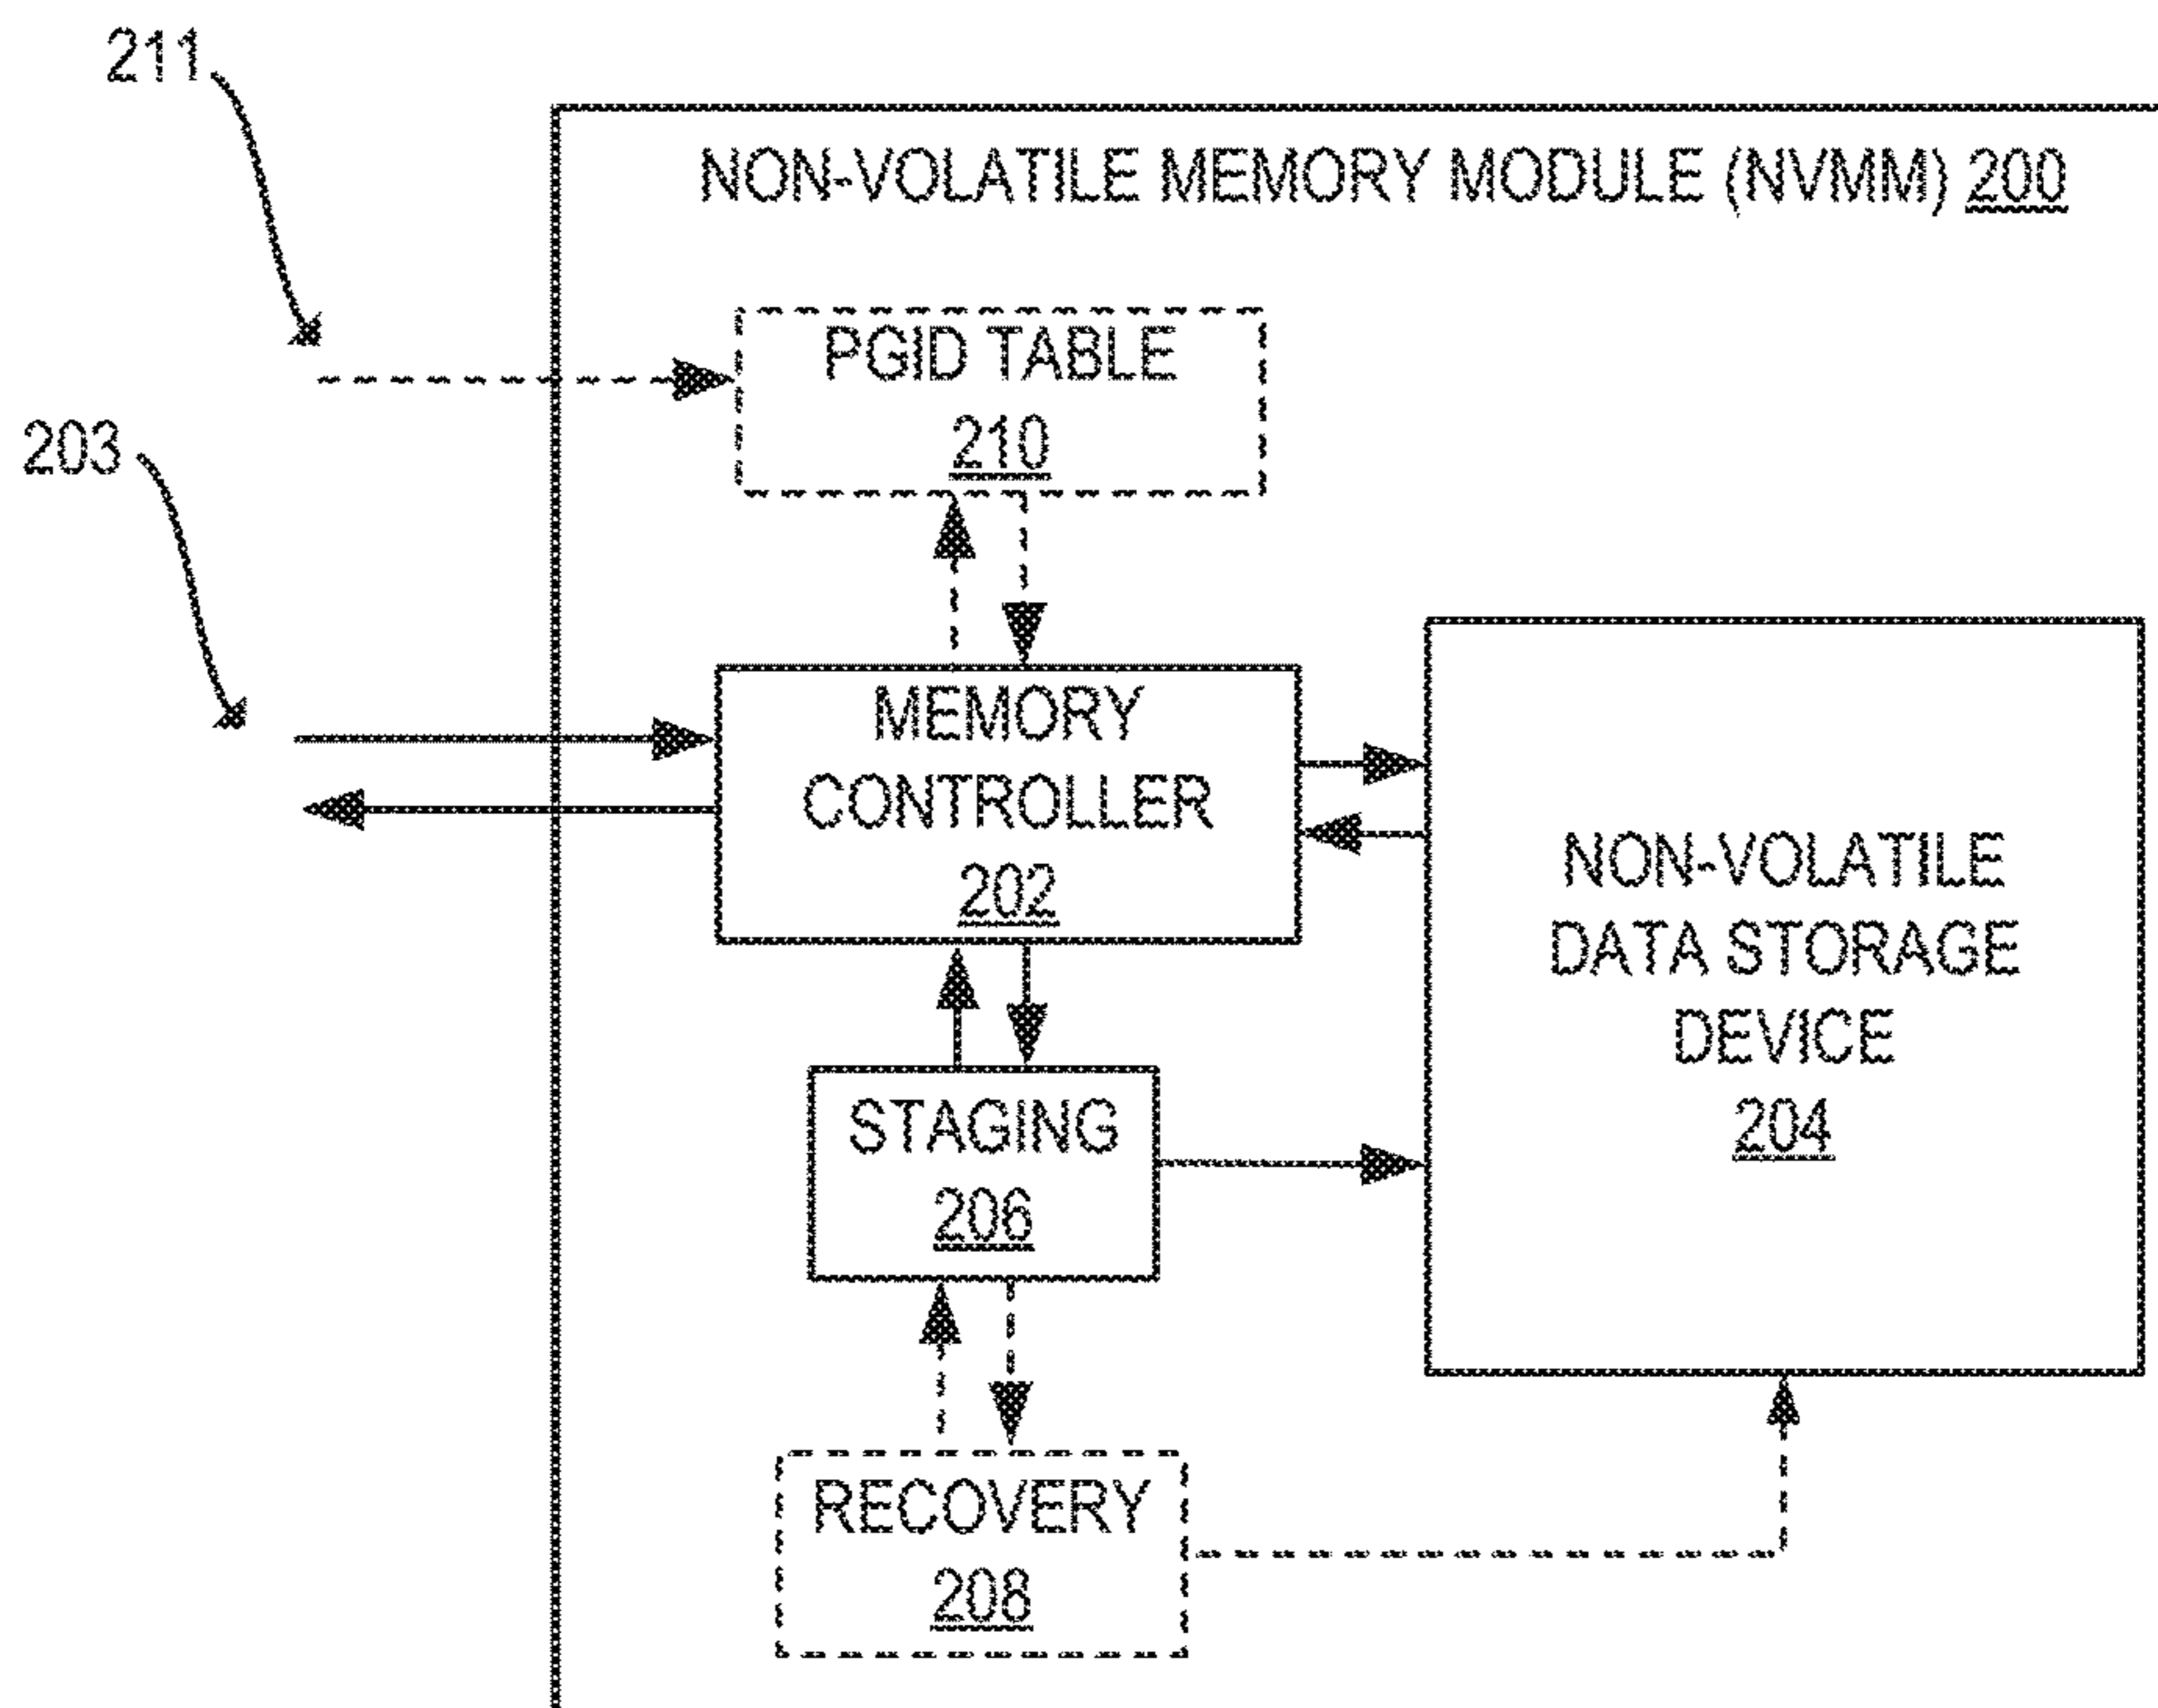 211
NON-VOLATILE MEMORY MODULE (NVMM) 200
PGID TABLE
210
203
MEMORY
CONTROLLER
202
NON-VOLATILE
DATA STORAGE
DEVICE
204
STAGING
206
RECOVERY
208